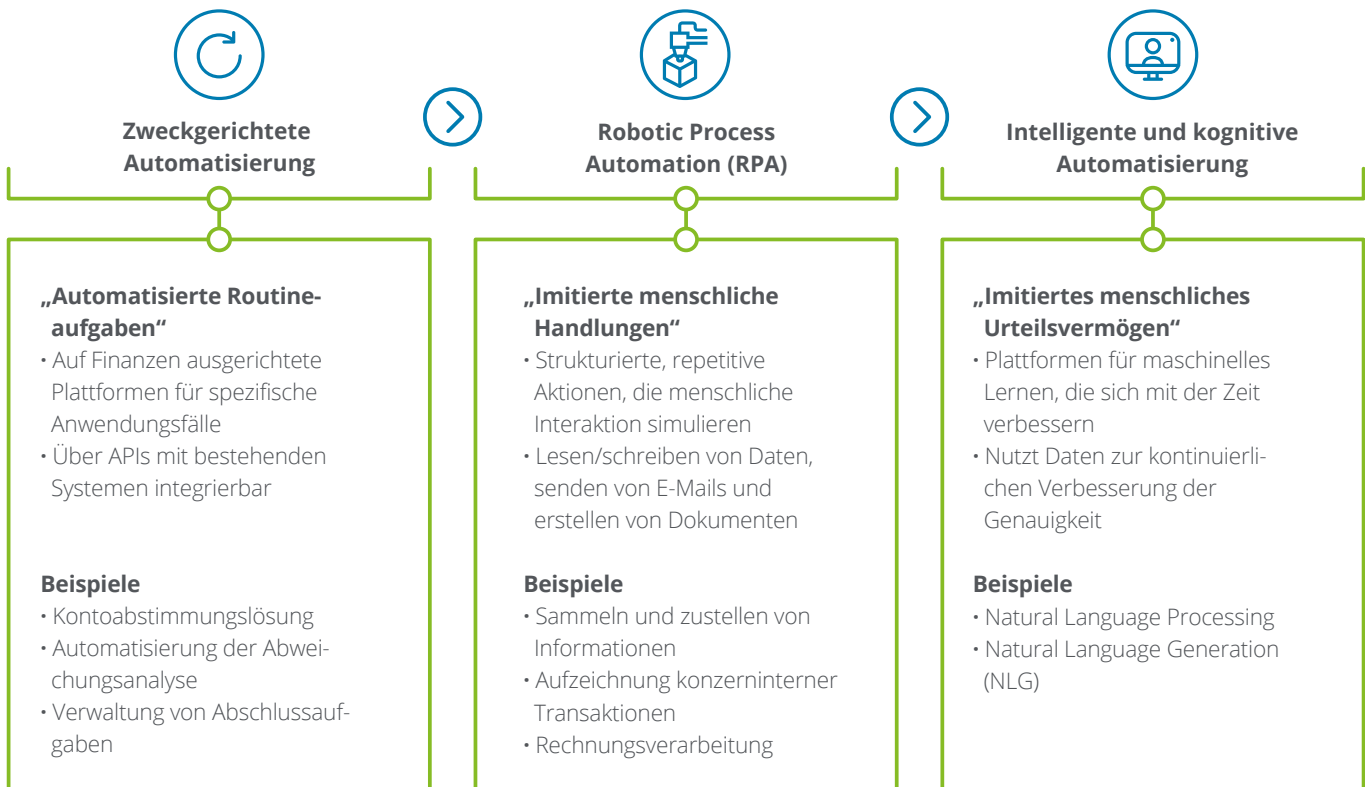 Zweckgerichtete
Automatisierung
„Automatisierte Routine-
aufgaben“
• Auf Finanzen ausgerichtete
Plattformen für spezifische
Anwendungsfälle
• Über APIs mit bestehenden
Systemen integrierbar
Beispiele
• Kontoabstimmungslösung
• Automatisierung der Abwei-
chungsanalyse
• Verwaltung von Abschlussauf-
gaben
Robotic Process
Automation (RPA)
„Imitierte menschliche
Handlungen“
• Strukturierte, repetitive
Aktionen, die menschliche
Interaktion simulieren
• Lesen/schreiben von Daten,
senden von E-Mails und
erstellen von Dokumenten
Beispiele
• Sammeln und zustellen von
Informationen
• Aufzeichnung konzerninterner
Transaktionen
• Rechnungsverarbeitung
Intelligente und kognitive
Automatisierung
„Imitiertes menschliches
Urteilsvermögen“
• Plattformen für maschinelles
Lernen, die sich mit der Zeit
verbessern
• Nutzt Daten zur kontinuierli-
chen Verbesserung der
Genauigkeit
Beispiele
• Natural Language Processing
• Natural Language Generation
(NLG)